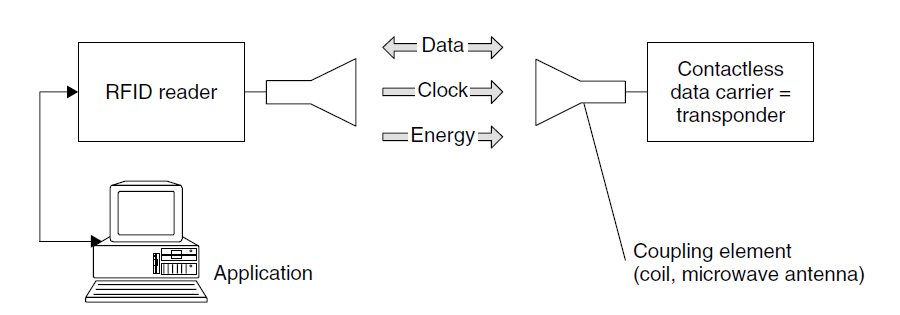 RFID reader
Data
Clock
Energy
Contactless
data carrier =
transponder
Application
Coupling element
(coil, microwave antenna)